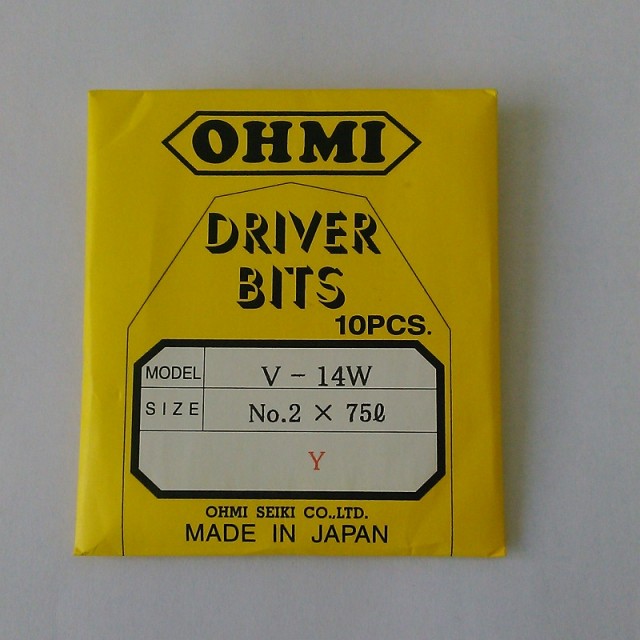 OHMI
DRIVER
BITS
10PCS.
MODEL V - 14W
SIZE No.2 × 75ℓ
Y
OHMI SEIKI CO.,LTD.
MADE IN JAPAN